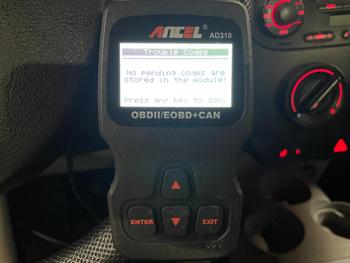 ANCEL
AD310
Trouble Codes
No pending codes are
stored in the module!
Press any key to con.
OBDII/EOBD+CAN
ENTER
EXIT